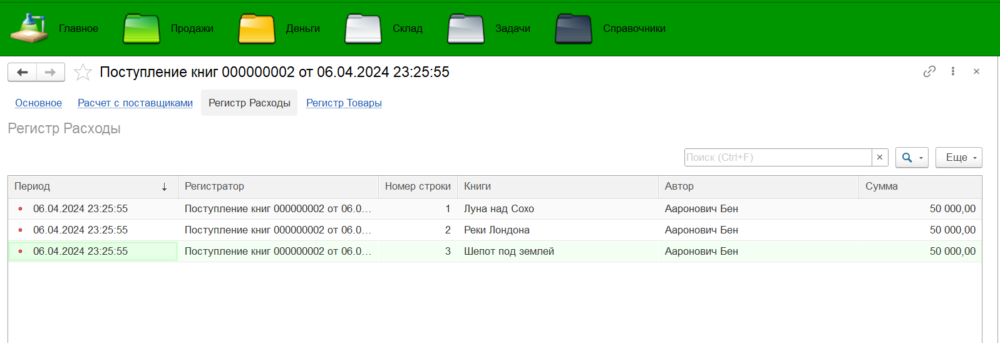 Главное Продажи Деньги Склад Задачи Справочники
Поступление книг 000000002 от 06.04.2024 23:25:55
Основное Расчет с поставщиками Регистр Расходы Регистр Товары
Регистр Расходы
Поиск (Ctrl+F) × Еще
Период ↓ Регистратор Номер строки Книги Автор Сумма
06.04.2024 23:25:55 Поступление книг 000000002 от 06.0... 1 Луна над Сохо Ааронович Бен 50 000,00
06.04.2024 23:25:55 Поступление книг 000000002 от 06.0... 2 Реки Лондона Ааронович Бен 50 000,00
06.04.2024 23:25:55 Поступление книг 000000002 от 06.0... 3 Шепот под землей Ааронович Бен 50 000,00